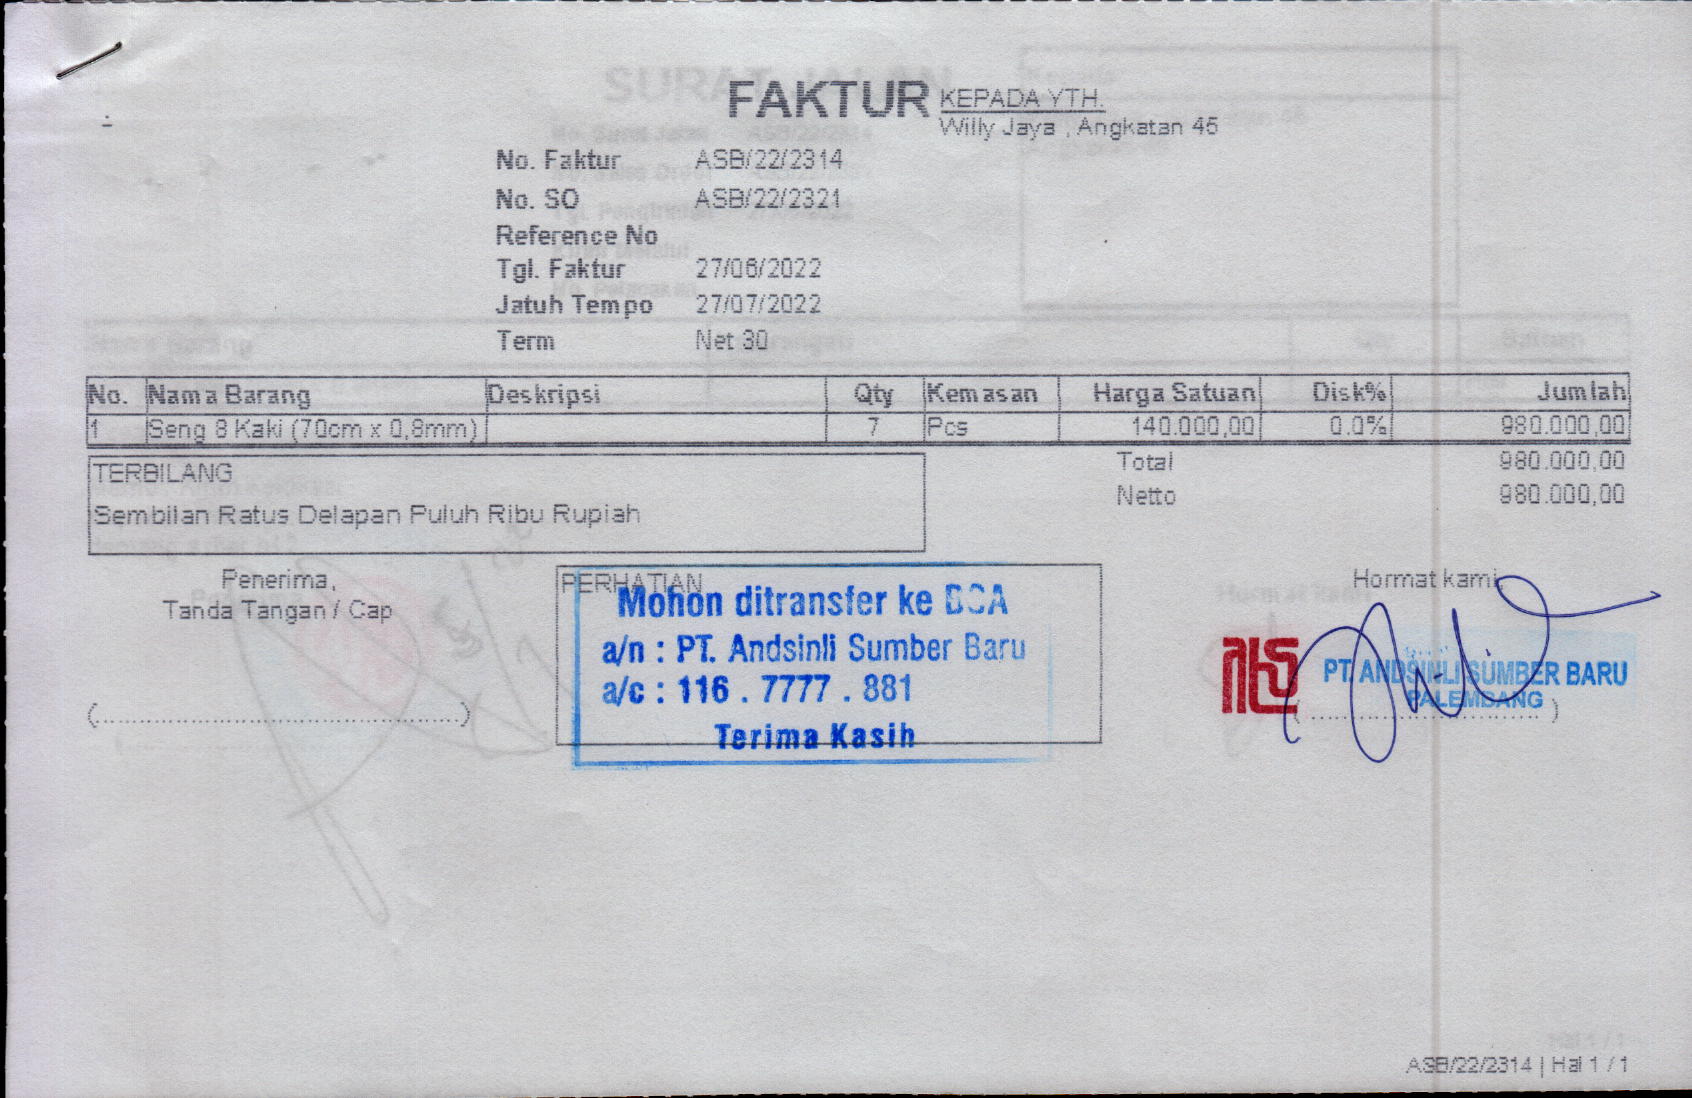 FAKTUR
KEPADA YTH.
Willy Jaya , Angkatan 45
No. Faktur ASB/22/2314
No. SO ASB/22/2321
Reference No
Tgl. Faktur 27/06/2022
Jatuh Tempo 27/07/2022
Term Net 30
No. Nama Barang Deskripsi Qty Kemasan Harga Satuan Disk% Jumlah
1 Seng 8 Kaki (70cm x 0,8mm) 7 Pcs 140.000,00 0.0% 980.000,00
Total 980.000,00
Netto 980.000,00
TERBILANG
Sembilan Ratus Delapan Puluh Ribu Rupiah
Penerima,
Tanda Tangan / Cap
(............................................................)
PERHATIAN
Mohon ditransfer ke BCA
a/n : PT. Andsinli Sumber Baru
a/c : 116 . 7777 . 881
Terima Kasih
Hormat kami,
PT. ANDSINLI SUMBER BARU
PALEMBANG
( ...................................... )
ASB/22/2314 | Hal 1 / 1